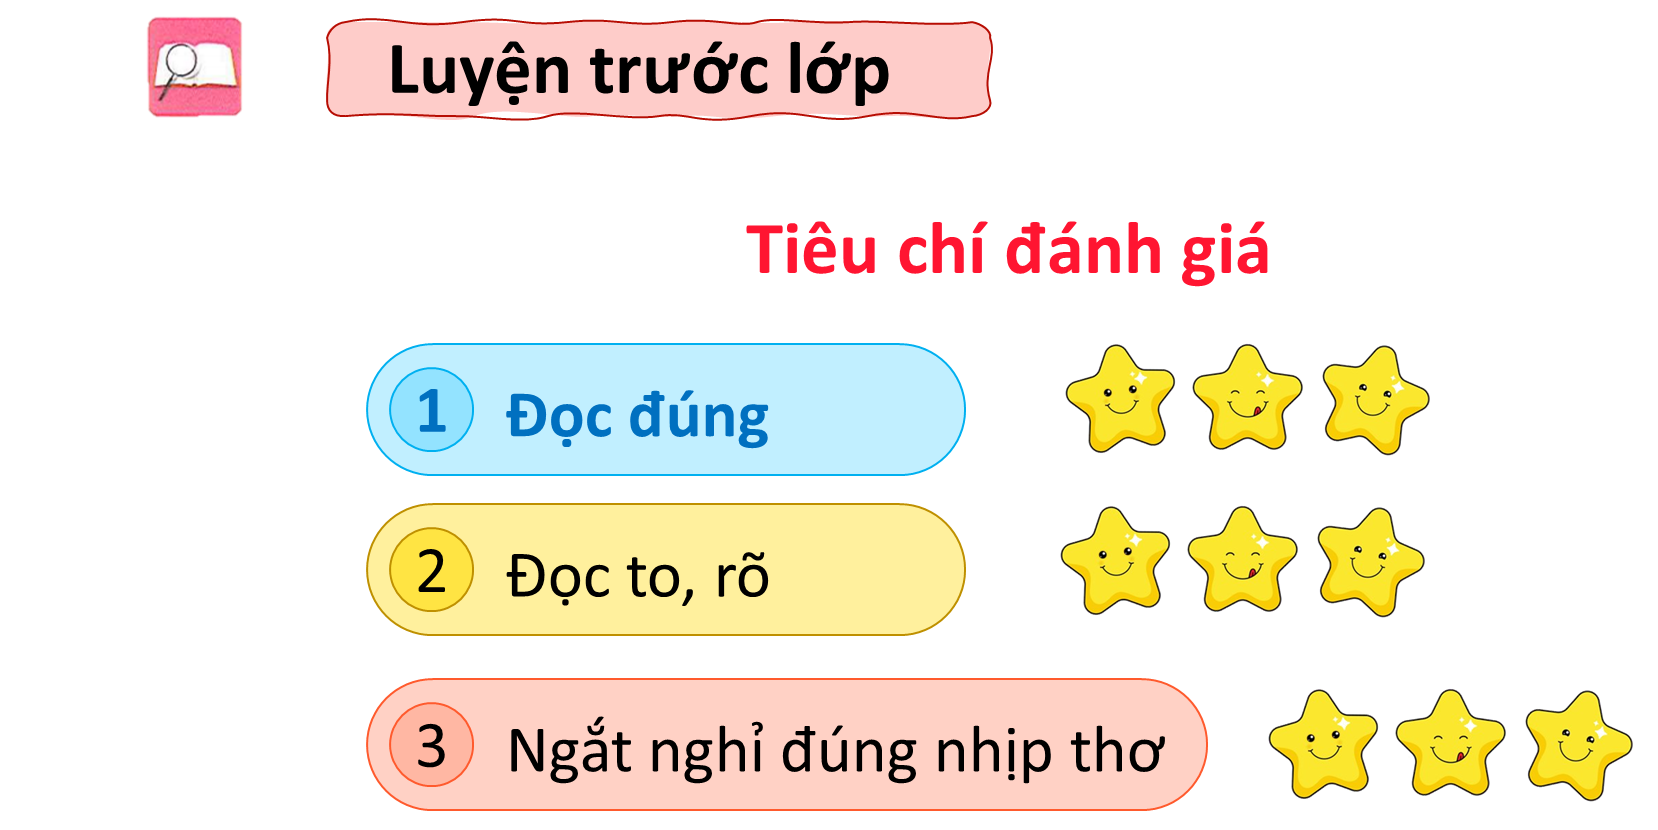 Luyện trước lớp
Tiêu chí đánh giá
1 Đọc đúng
2 Đọc to, rõ
3 Ngắt nghỉ đúng nhịp thơ